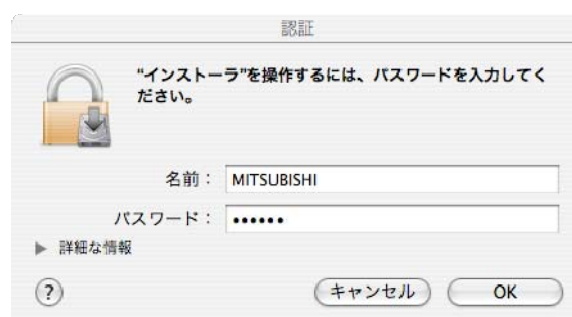 認証
“インストーラ”を操作するには、パスワードを入力してく
ださい。
名前： MITSUBISHI
パスワード： ••••••
▶ 詳細な情報
?
キャンセル
OK